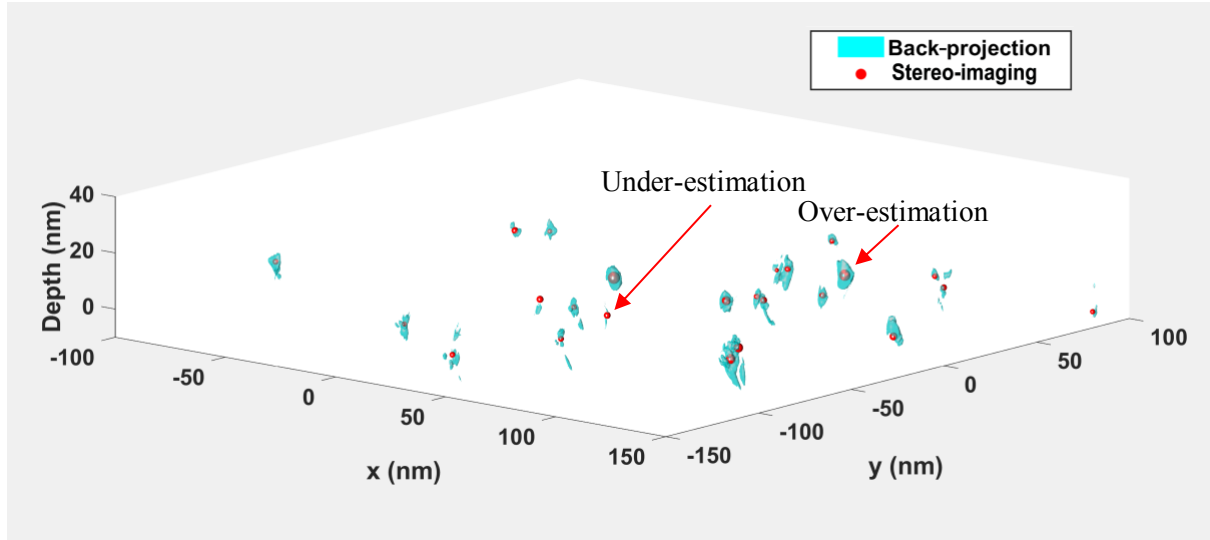 Back-projection
Stereo-imaging
Under-estimation
Over-estimation
40
20
0
Depth (nm)
-100
-50
0
50
100
150
x (nm)
-150
-100
-50
0
50
100
y (nm)